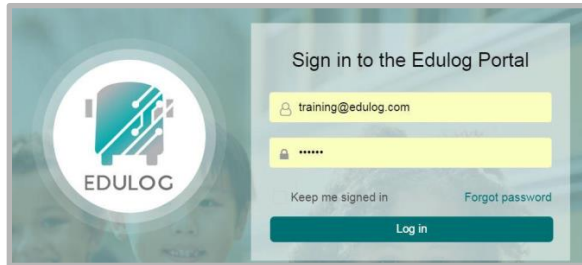 EDULOG
Sign in to the Edulog Portal
training@edulog.com
••••••
Keep me signed in
Forgot password
Log in